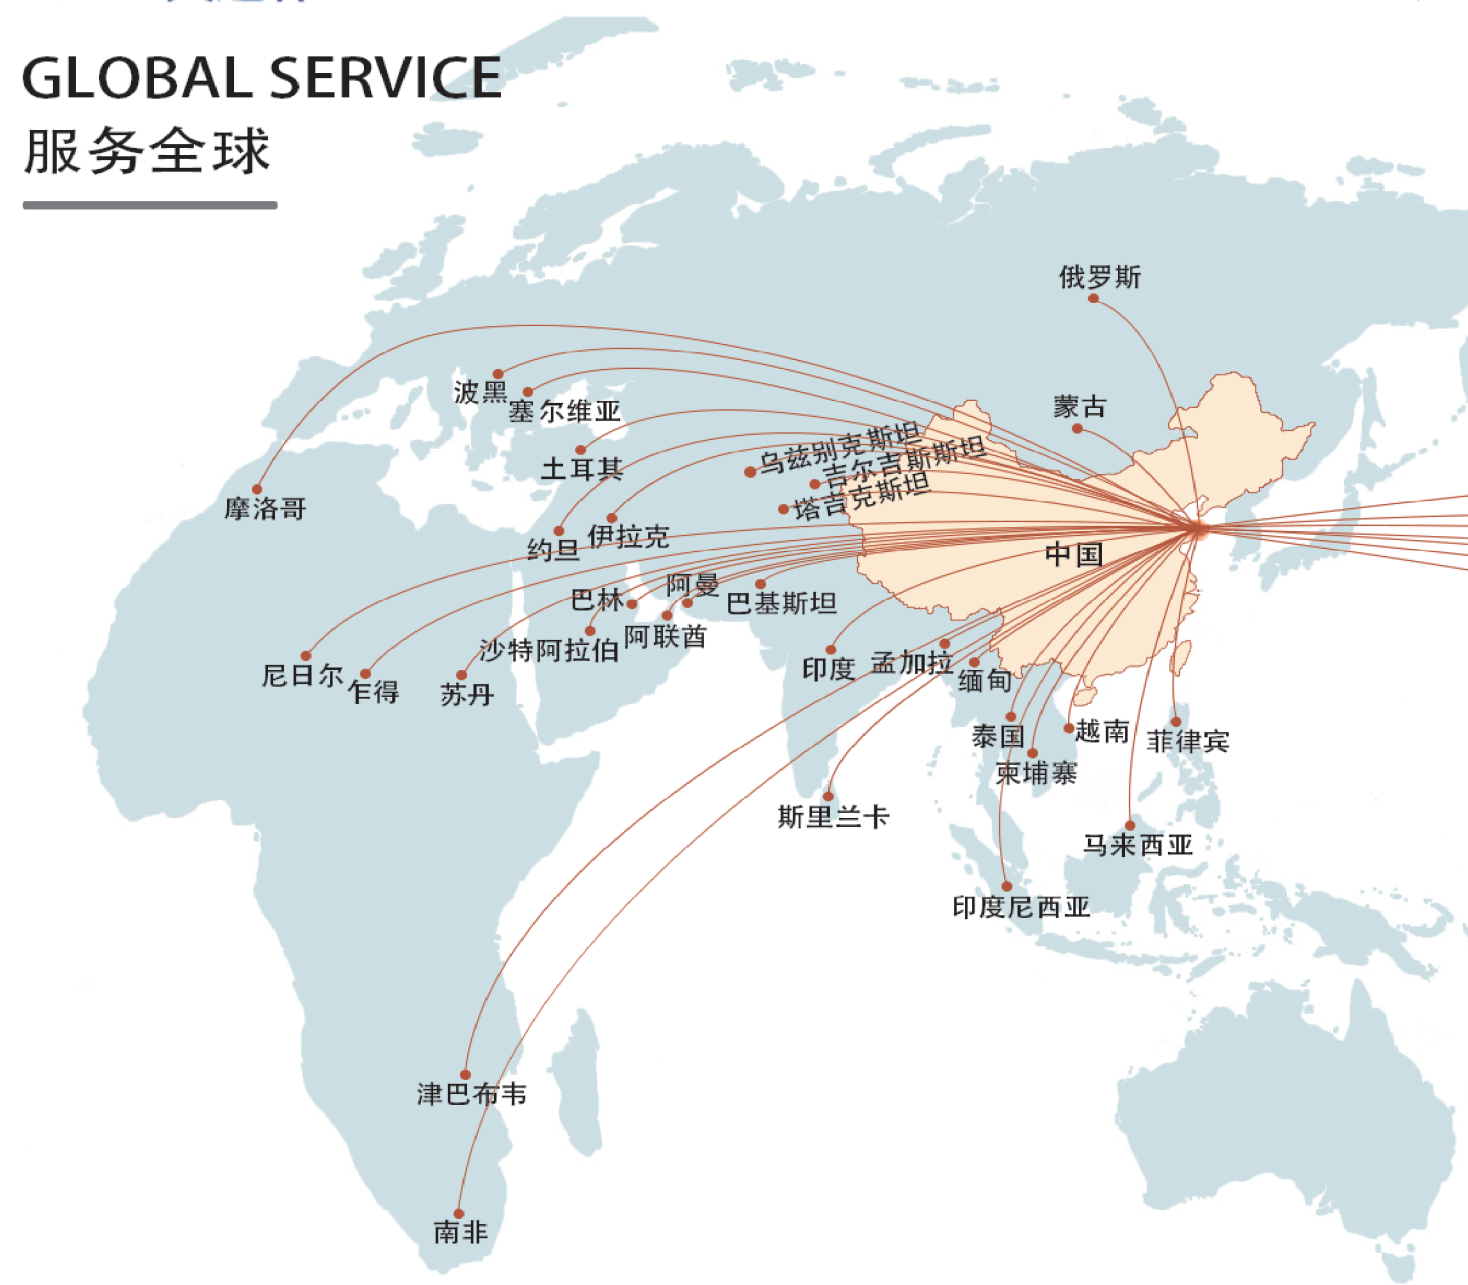 GLOBAL SERVICE
服务全球
俄罗斯
波黑
塞尔维亚
蒙古
乌兹别克斯坦
吉尔吉斯斯坦
土耳其
塔吉克斯坦
摩洛哥
伊拉克
约旦
中国
阿曼
巴林
巴基斯坦
阿联酋
沙特阿拉伯
孟加拉
印度
尼日尔
乍得
苏丹
缅甸
越南
泰国
菲律宾
柬埔寨
斯里兰卡
马来西亚
印度尼西亚
津巴布韦
南非